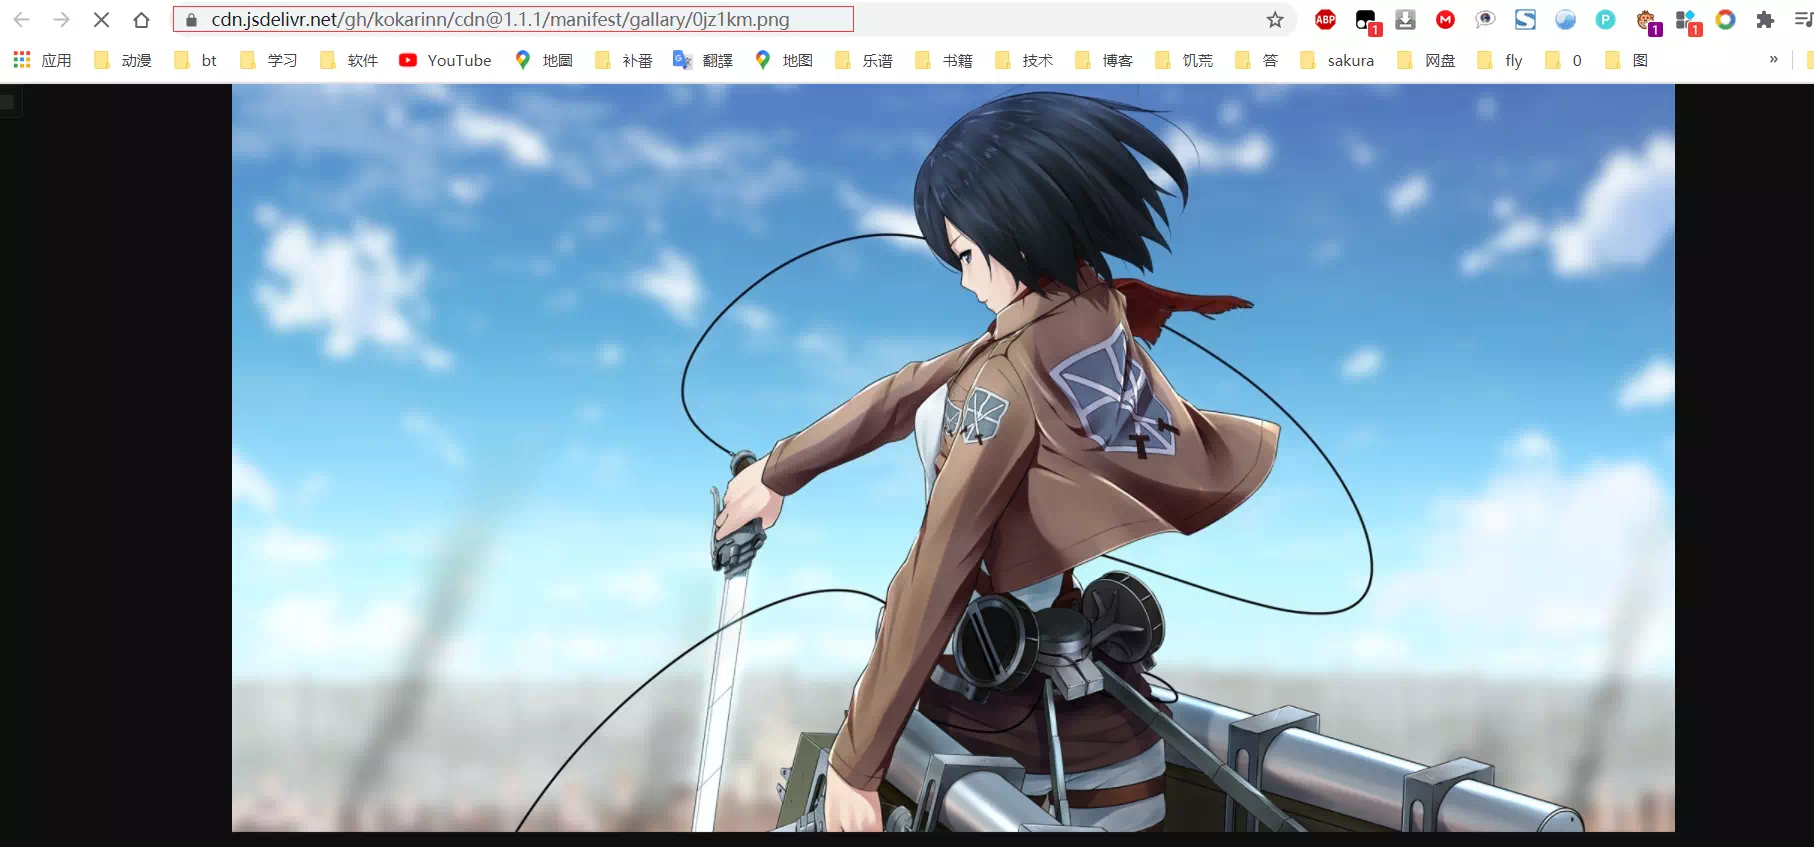 cdn.jsdelivr.net/gh/kokarinn/cdn@1.1.1/manifest/gallary/0jz1km.png
ABP 1 M S P 1 1
应用 动漫 bt 学习 软件 YouTube 地圖 补番 翻譯 地图 乐谱 书籍 技术 博客 饥荒 答 sakura 网盘 fly 0 图 »